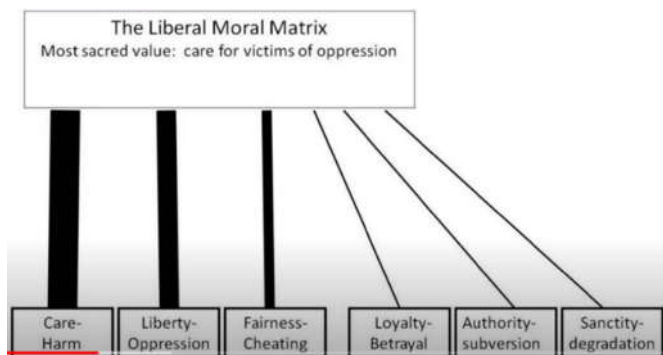 The Liberal Moral Matrix
Most sacred value: care for victims of oppression
Care-
Harm
Liberty-
Oppression
Fairness-
Cheating
Loyalty-
Betrayal
Authority-
subversion
Sanctity-
degradation